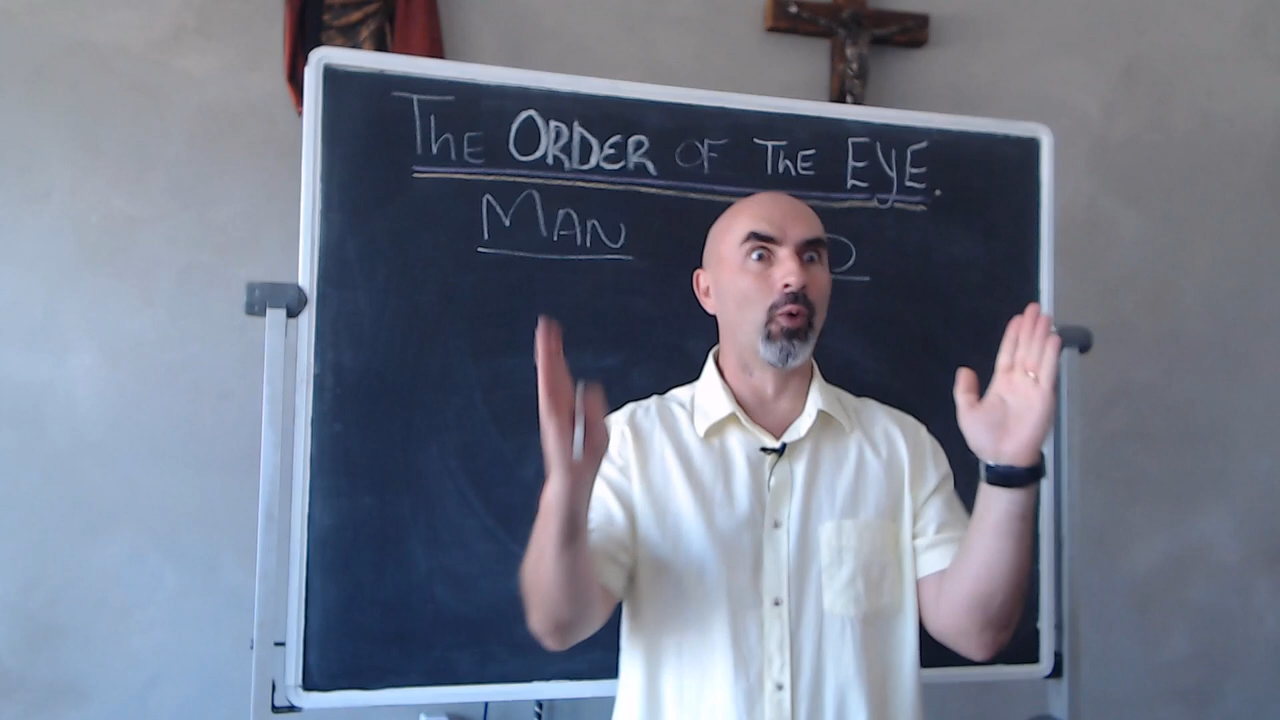 The ORDER OF THE EYE.
MAN